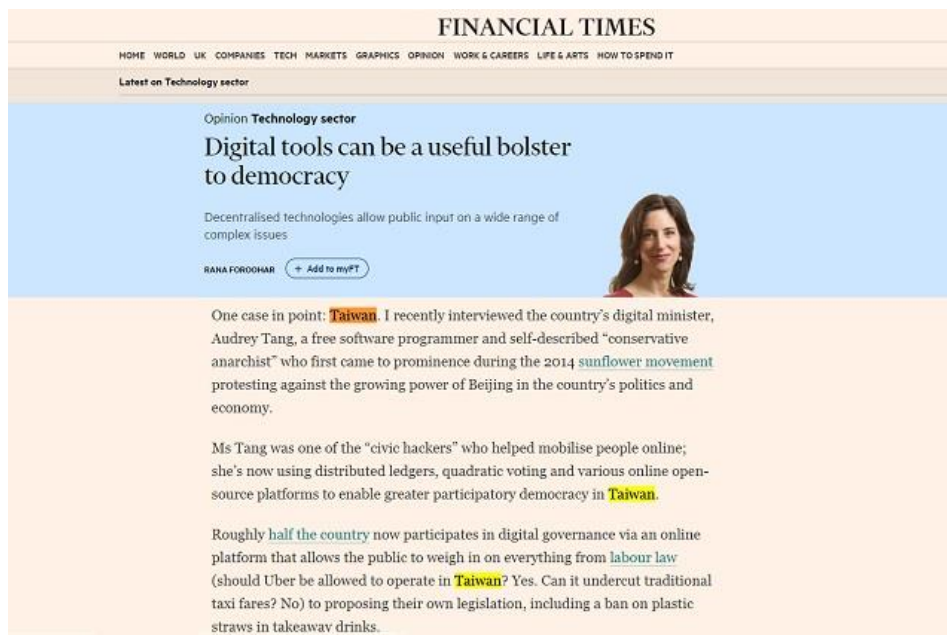 FINANCIAL TIMES
HOME WORLD UK COMPANIES TECH MARKETS GRAPHICS OPINION WORK & CAREERS LIFE & ARTS HOW TO SPEND IT
Latest on Technology sector
Opinion Technology sector
Digital tools can be a useful bolster
to democracy
Decentralised technologies allow public input on a wide range of
complex issues
RANA FOROOHAR + Add to myFT
One case in point: Taiwan. I recently interviewed the country's digital minister,
Audrey Tang, a free software programmer and self-described “conservative
anarchist” who first came to prominence during the 2014 sunflower movement
protesting against the growing power of Beijing in the country's politics and
economy.
Ms Tang was one of the “civic hackers” who helped mobilise people online;
she's now using distributed ledgers, quadratic voting and various online open-
source platforms to enable greater participatory democracy in Taiwan.
Roughly half the country now participates in digital governance via an online
platform that allows the public to weigh in on everything from labour law
(should Uber be allowed to operate in Taiwan? Yes. Can it undercut traditional
taxi fares? No) to proposing their own legislation, including a ban on plastic
straws in takeaway drinks.